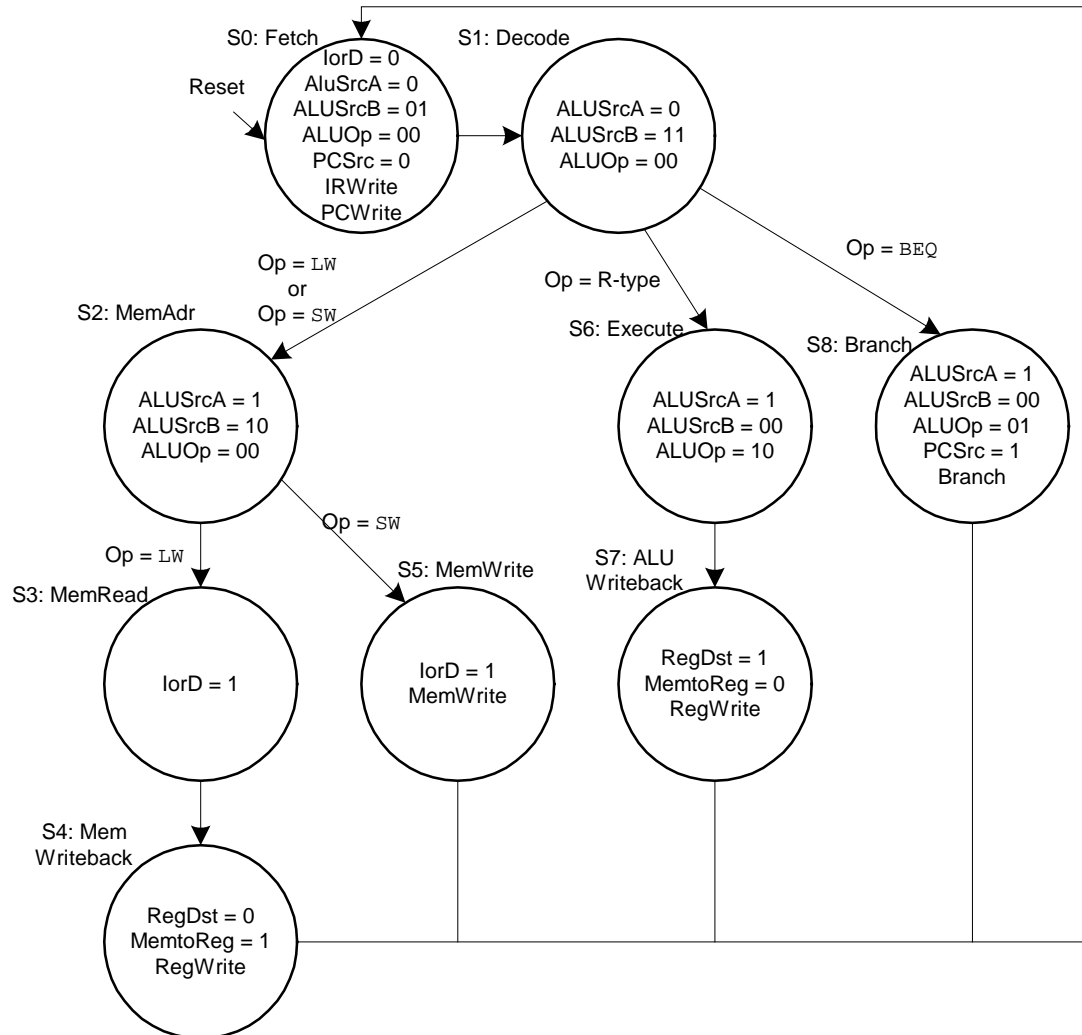 S0: Fetch
IorD = 0
AluSrcA = 0
ALUSrcB = 01
ALUOp = 00
PCSrc = 0
IRWrite
PCWrite
Reset
S1: Decode
ALUSrcA = 0
ALUSrcB = 11
ALUOp = 00
Op = LW
or
Op = SW
Op = R-type
Op = BEQ
S2: MemAdr
ALUSrcA = 1
ALUSrcB = 10
ALUOp = 00
S6: Execute
ALUSrcA = 1
ALUSrcB = 00
ALUOp = 10
S8: Branch
ALUSrcA = 1
ALUSrcB = 00
ALUOp = 01
PCSrc = 1
Branch
Op = LW
Op = SW
S3: MemRead
IorD = 1
S5: MemWrite
IorD = 1
MemWrite
S7: ALU
Writeback
RegDst = 1
MemtoReg = 0
RegWrite
S4: Mem
Writeback
RegDst = 0
MemtoReg = 1
RegWrite